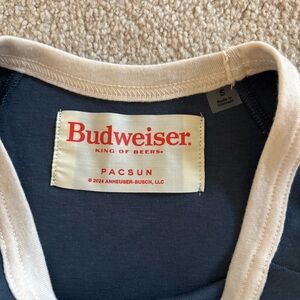 Budweiser.
KING OF BEERS®
PACSUN
© 2024 ANHEUSER-BUSCH, LLC
S